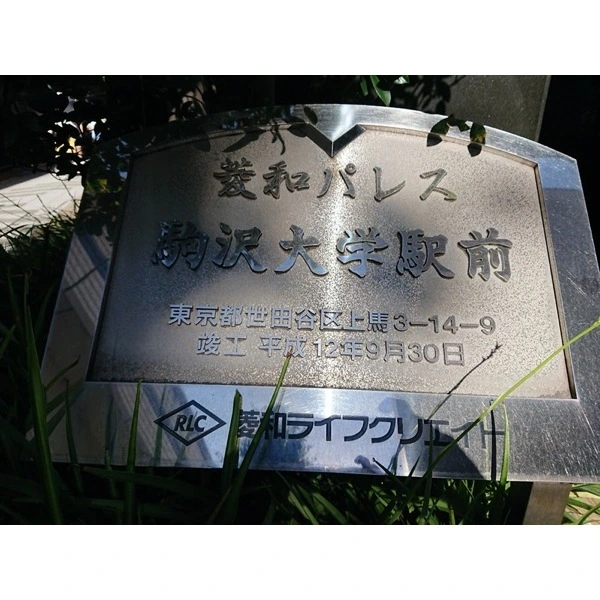 菱和パレス
駒沢大学駅前
東京都世田谷区上馬3-14-9
竣工 平成12年9月30日
RLC 菱和ライフクリエイト